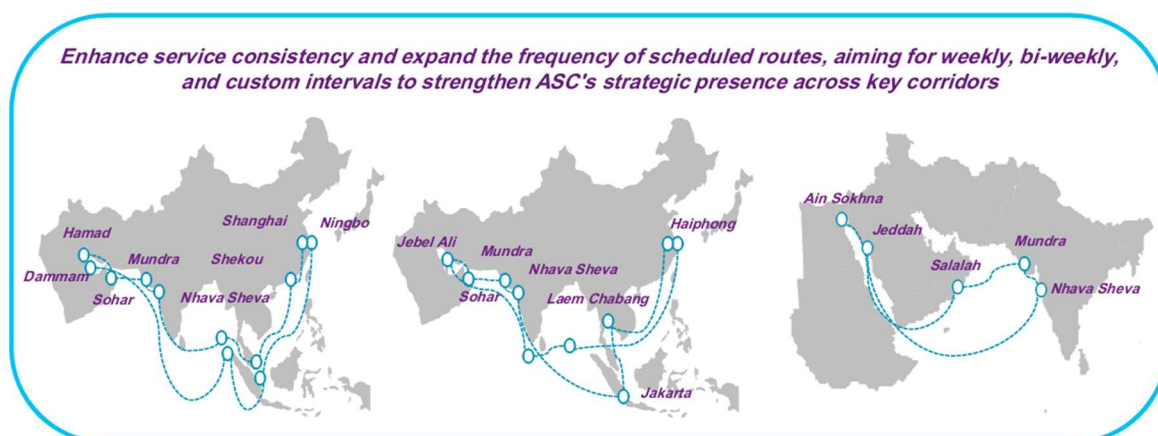 Enhance service consistency and expand the frequency of scheduled routes, aiming for weekly, bi-weekly,
and custom intervals to strengthen ASC's strategic presence across key corridors
Shanghai
Ningbo
Hamad
Mundra
Shekou
Dammam
Sohar
Nhava Sheva
Haiphong
Jebel Ali
Mundra
Nhava Sheva
Sohar
Laem Chabang
Jakarta
Ain Sokhna
Jeddah
Mundra
Salalah
Nhava Sheva